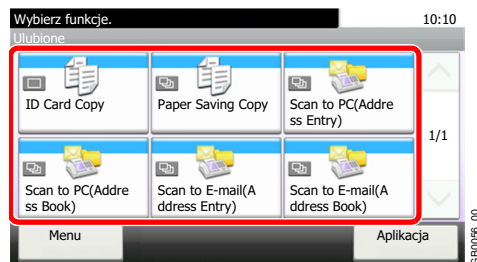 Wybierz funkcje.
10:10
Ulubione
ID Card Copy
Paper Saving Copy
Scan to PC(Addre
ss Entry)
1/1
Scan to PC(Addre
ss Book)
Scan to E-mail(A
ddress Entry)
Scan to E-mail(A
ddress Book)
Menu
Aplikacja
GB0056_00